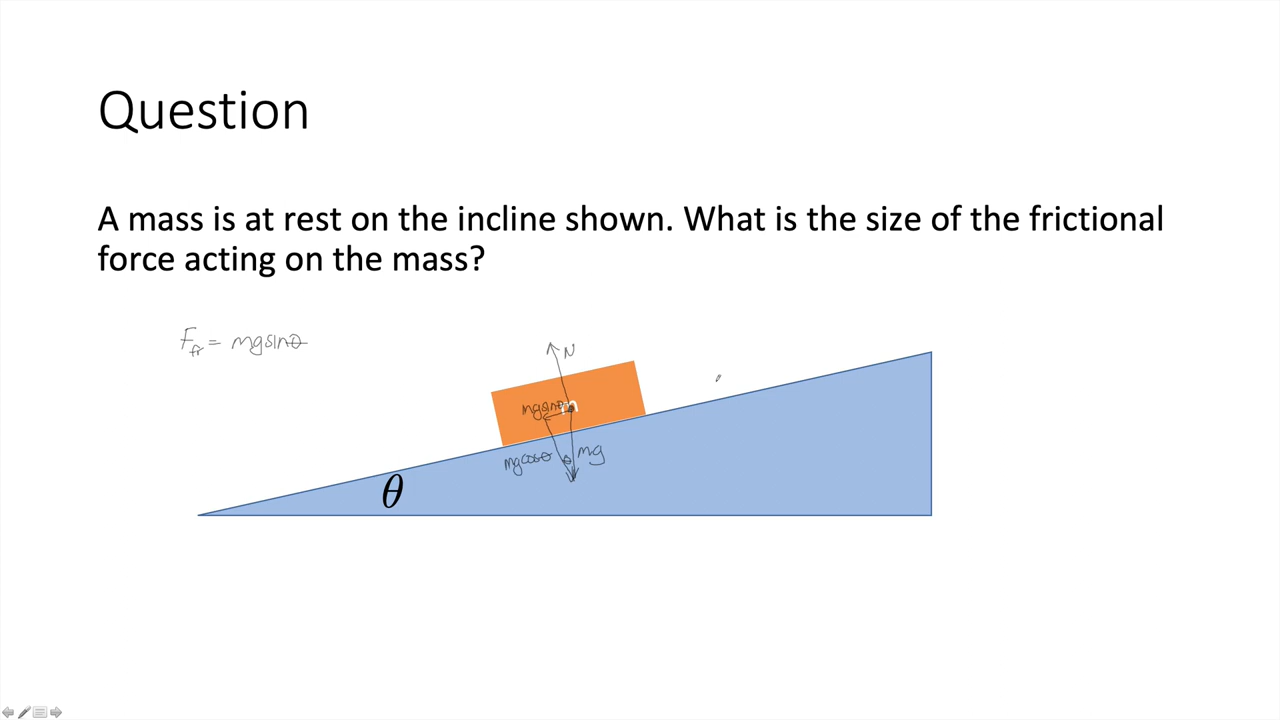 Question
A mass is at rest on the incline shown. What is the size of the frictional
force acting on the mass?
F_fr = mgsinθ
N
mgsinθ
m
mgcosθ
θ
mg
θ